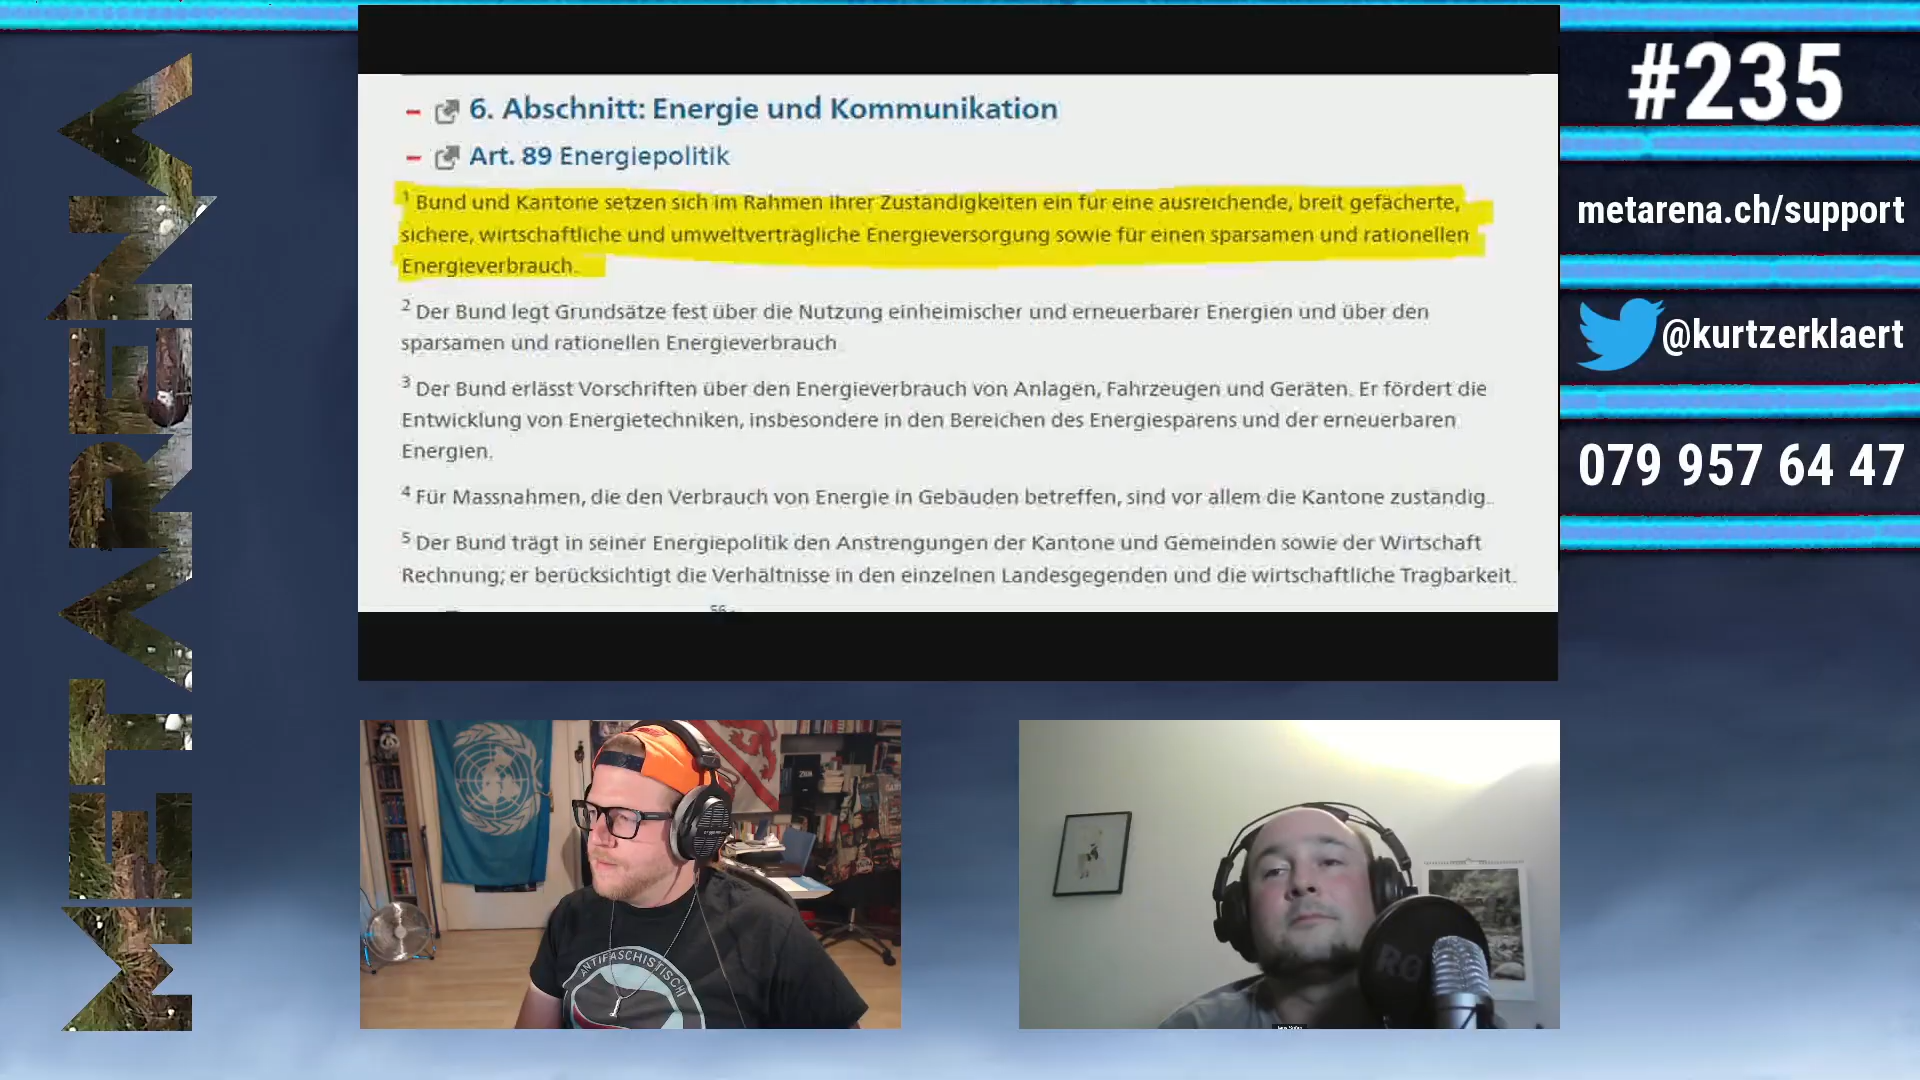 METARENA
6. Abschnitt: Energie und Kommunikation
Art. 89 Energiepolitik
1 Bund und Kantone setzen sich im Rahmen ihrer Zuständigkeiten ein für eine ausreichende, breit gefächerte,
sichere, wirtschaftliche und umweltverträgliche Energieversorgung sowie für einen sparsamen und rationellen
Energieverbrauch.
2 Der Bund legt Grundsätze fest über die Nutzung einheimischer und erneuerbarer Energien und über den
sparsamen und rationellen Energieverbrauch.
3 Der Bund erlässt Vorschriften über den Energieverbrauch von Anlagen, Fahrzeugen und Geräten. Er fördert die
Entwicklung von Energietechniken, insbesondere in den Bereichen des Energiesparens und der erneuerbaren
Energien.
4 Für Massnahmen, die den Verbrauch von Energie in Gebäuden betreffen, sind vor allem die Kantone zuständig.
5 Der Bund trägt in seiner Energiepolitik den Anstrengungen der Kantone und Gemeinden sowie der Wirtschaft
Rechnung; er berücksichtigt die Verhältnisse in den einzelnen Landesgegenden und die wirtschaftliche Tragbarkeit.
56
#235
metarena.ch/support
@kurtzerklaert
079 957 64 47
ANTIFASCHISTISCHI